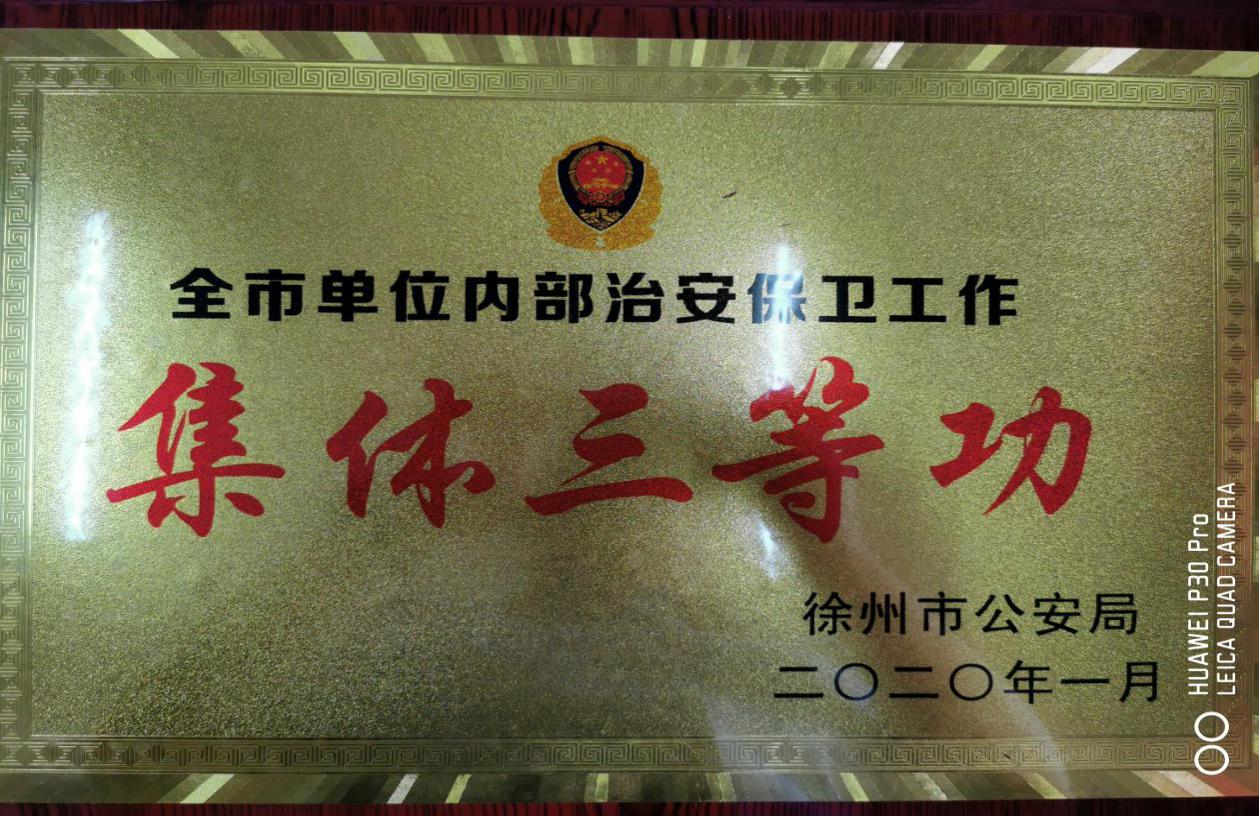 全市单位内部治安保卫工作
集体三等功
徐州市公安局
二〇二〇年一月
HUAWEI P30 Pro
LEICA QUAD CAMERA